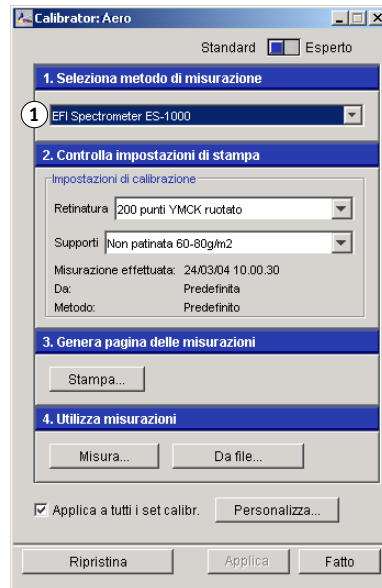 Calibrator: Aero
Standard Esperto
1. Seleziona metodo di misurazione
1 EFI Spectrometer ES-1000
2. Controlla impostazioni di stampa
Impostazioni di calibrazione
Retinatura 200 punti YMCK ruotato
Supporti Non patinata 60-80g/m2
Misurazione effettuata: 24/03/04 10.00.30
Da: Predefinita
Metodo: Predefinito
3. Genera pagina delle misurazioni
Stampa...
4. Utilizza misurazioni
Misura... Da file...
Applica a tutti i set calibr. Personalizza...
Ripristina Applica Fatto